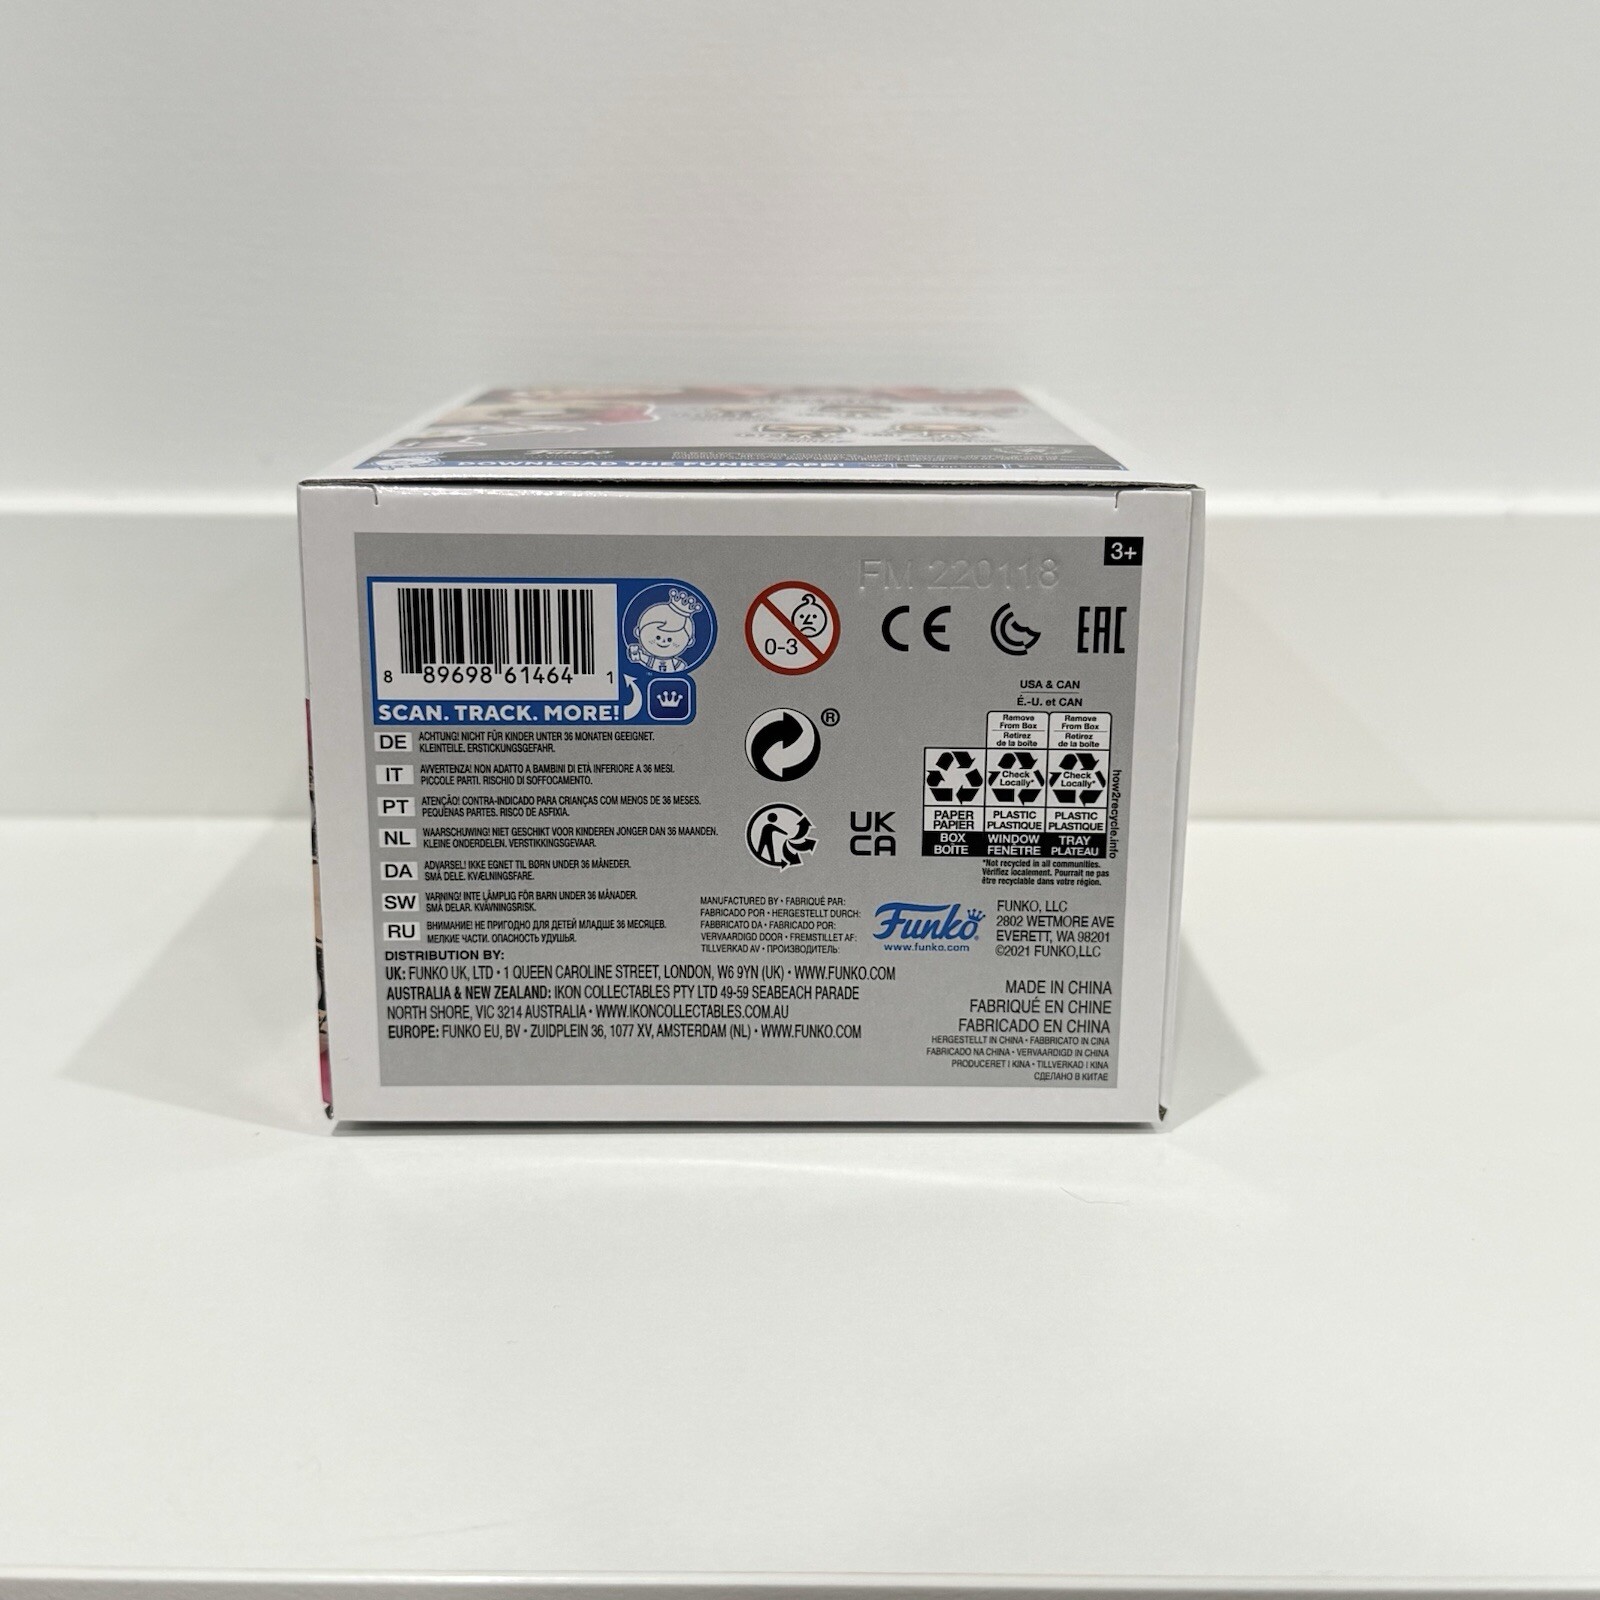 DOWNLOAD THE FUNKO APP!
3+
FM 220118
8 89698 61464 1
SCAN. TRACK. MORE!
0-3
CE
EAC
USA & CAN
É.-U. et CAN
Remove From Box
Retirez de la boîte
Remove From Box
Retirez de la boîte
Check Locally*
Check Locally*
PAPER
PAPIER
BOX
BOÎTE
PLASTIC
PLASTIQUE
WINDOW
FENÊTRE
PLASTIC
PLASTIQUE
TRAY
PLATEAU
how2recycle.info
*Not recycled in all communities.
Vérifiez localement. Pourrait ne pas
être recyclable dans votre région.
®
UK
CA
DE ACHTUNG! NICHT FÜR KINDER UNTER 36 MONATEN GEEIGNET.
KLEINTEILE. ERSTICKUNGSGEFAHR.
IT AVVERTENZA! NON ADATTO A BAMBINI DI ETÀ INFERIORE A 36 MESI.
PICCOLE PARTI. RISCHIO DI SOFFOCAMENTO.
PT ATENÇÃO! CONTRA-INDICADO PARA CRIANÇAS COM MENOS DE 36 MESES.
PEQUENAS PARTES. RISCO DE ASFIXIA.
NL WAARSCHUWING! NIET GESCHIKT VOOR KINDEREN JONGER DAN 36 MAANDEN.
KLEINE ONDERDELEN. VERSTIKKINGSGEVAAR.
DA ADVARSEL! IKKE EGNET TIL BØRN UNDER 36 MÅNEDER.
SMÅ DELE. KVÆLNINGSFARE.
SW VARNING! INTE LÄMPLIG FÖR BARN UNDER 36 MÅNADER.
SMÅ DELAR. KVÄVNINGSRISK.
RU ВНИМАНИЕ! НЕ ПРИГОДНО ДЛЯ ДЕТЕЙ МЛАДШЕ 36 МЕСЯЦЕВ.
МЕЛКИЕ ЧАСТИ. ОПАСНОСТЬ УДУШЬЯ.
MANUFACTURED BY • FABRIQUÉ PAR:
FABRICADO POR • HERGESTELLT DURCH:
FABBRICATO DA • FABRICADO POR:
VERVAARDIGD DOOR • FREMSTILLET AF:
TILLVERKAD AV • ПРОИЗВОДИТЕЛЬ:
Funko
www.funko.com
FUNKO, LLC
2802 WETMORE AVE
EVERETT, WA 98201
©2021 FUNKO,LLC
DISTRIBUTION BY:
UK: FUNKO UK, LTD • 1 QUEEN CAROLINE STREET, LONDON, W6 9YN (UK) • WWW.FUNKO.COM
AUSTRALIA & NEW ZEALAND: IKON COLLECTABLES PTY LTD 49-59 SEABEACH PARADE
NORTH SHORE, VIC 3214 AUSTRALIA • WWW.IKONCOLLECTABLES.COM.AU
EUROPE: FUNKO EU, BV • ZUIDPLEIN 36, 1077 XV, AMSTERDAM (NL) • WWW.FUNKO.COM
MADE IN CHINA
FABRIQUÉ EN CHINE
FABRICADO EN CHINA
HERGESTELLT IN CHINA • FABBRICATO IN CINA
FABRICADO NA CHINA • VERVAARDIGD IN CHINA
PRODUCERET I KINA • TILLVERKAD I KINA
СДЕЛАНО В КИТАЕ